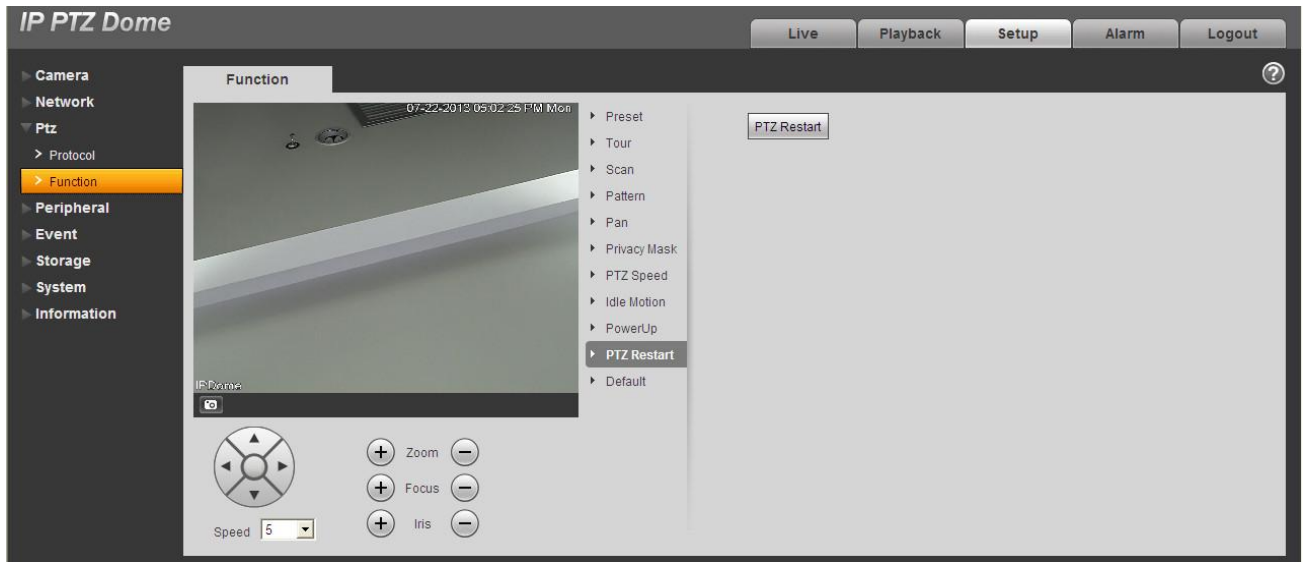 IP PTZ Dome
Live
Playback
Setup
Alarm
Logout
Camera
Network
Ptz
> Protocol
> Function
Peripheral
Event
Storage
System
Information
Function
?
07-22-2013 05:02:25 PM Mon
IP Dome
Preset
Tour
Scan
Pattern
Pan
Privacy Mask
PTZ Speed
Idle Motion
PowerUp
PTZ Restart
Default
PTZ Restart
+ Zoom −
+ Focus −
+ Iris −
Speed 5